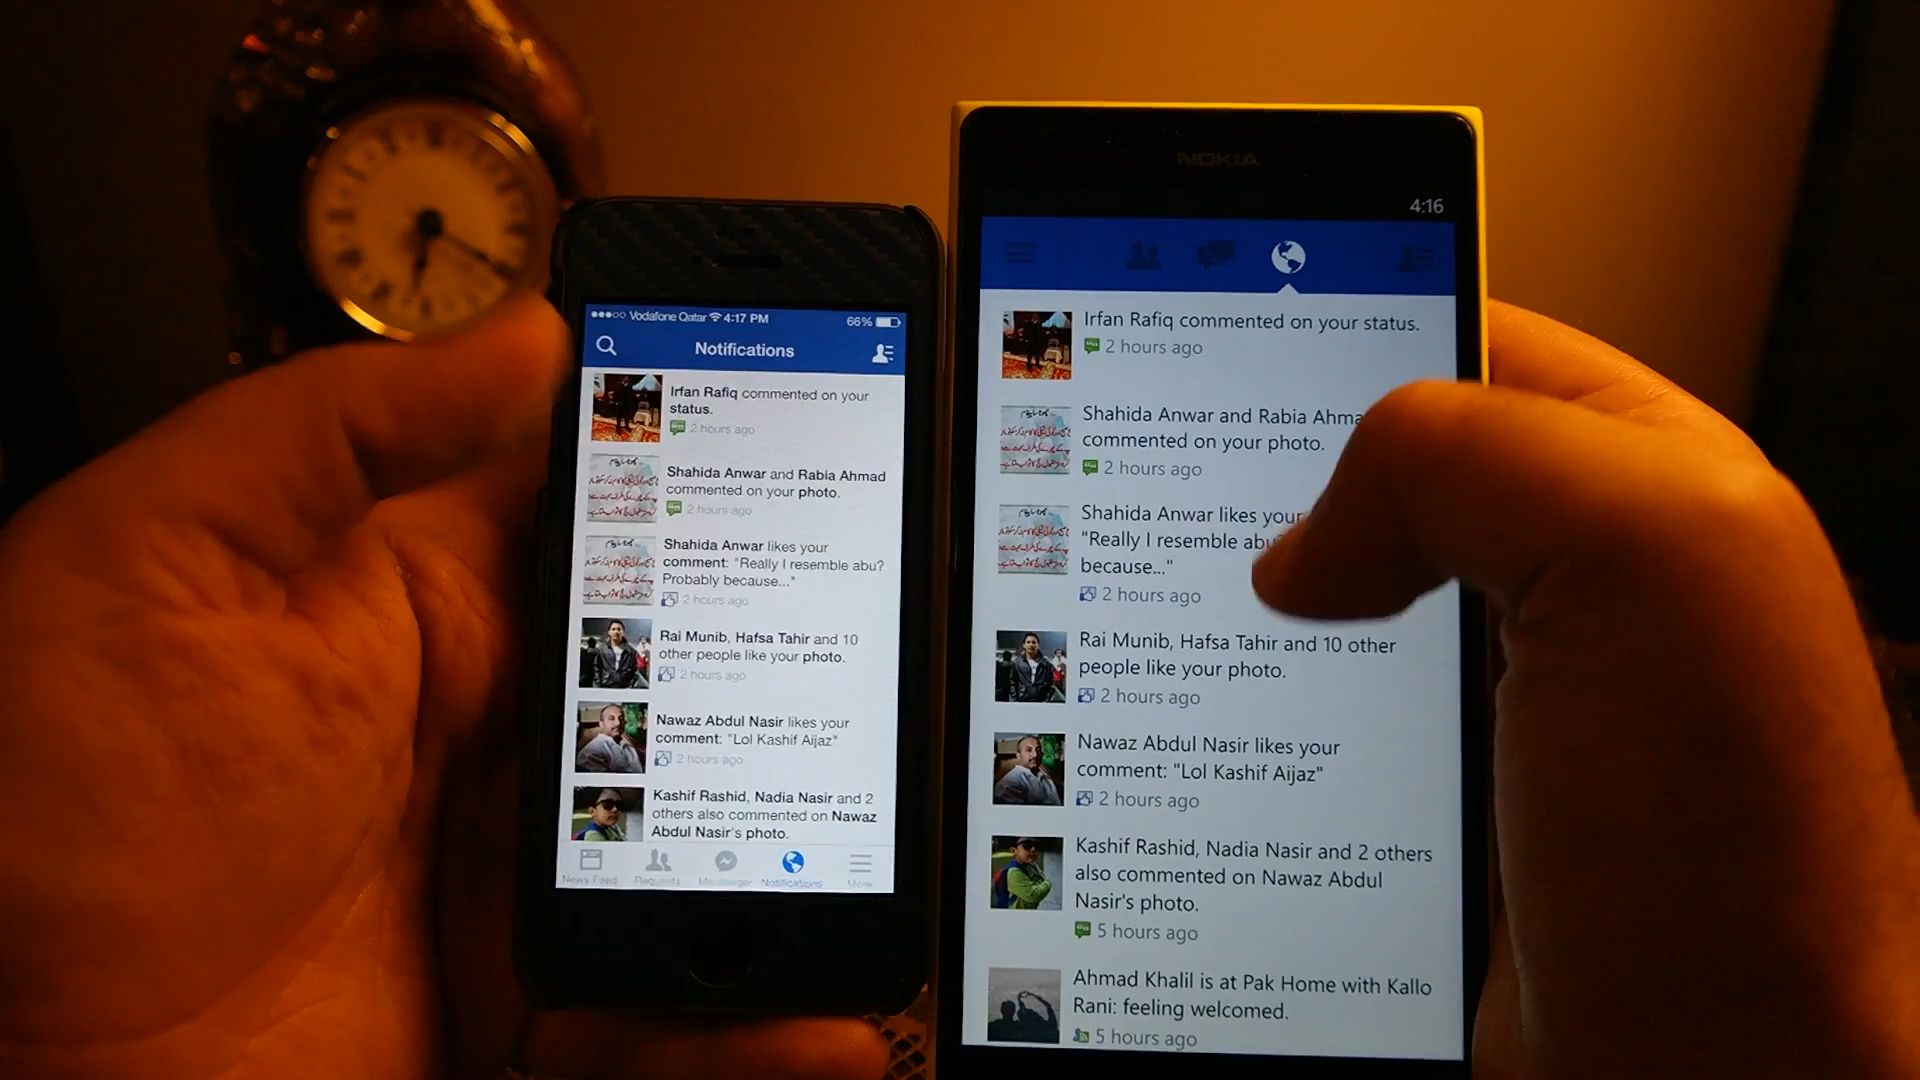 Vodafone Qatar 4:17 PM 66%
Notifications
Irfan Rafiq commented on your
status.
2 hours ago
Shahida Anwar and Rabia Ahmad
commented on your photo.
2 hours ago
Shahida Anwar likes your
comment: "Really I resemble abu?
Probably because..."
2 hours ago
Rai Munib, Hafsa Tahir and 10
other people like your photo.
2 hours ago
Nawaz Abdul Nasir likes your
comment: "Lol Kashif Aijaz"
2 hours ago
Kashif Rashid, Nadia Nasir and 2
others also commented on Nawaz
Abdul Nasir's photo.
News Feed Requests Messenger Notifications More
NOKIA
4:16
Irfan Rafiq commented on your status.
2 hours ago
Shahida Anwar and Rabia Ahma
commented on your photo.
2 hours ago
Shahida Anwar likes your
"Really I resemble abu?
because..."
2 hours ago
Rai Munib, Hafsa Tahir and 10 other
people like your photo.
2 hours ago
Nawaz Abdul Nasir likes your
comment: "Lol Kashif Aijaz"
2 hours ago
Kashif Rashid, Nadia Nasir and 2 others
also commented on Nawaz Abdul
Nasir's photo.
5 hours ago
Ahmad Khalil is at Pak Home with Kallo
Rani: feeling welcomed.
5 hours ago